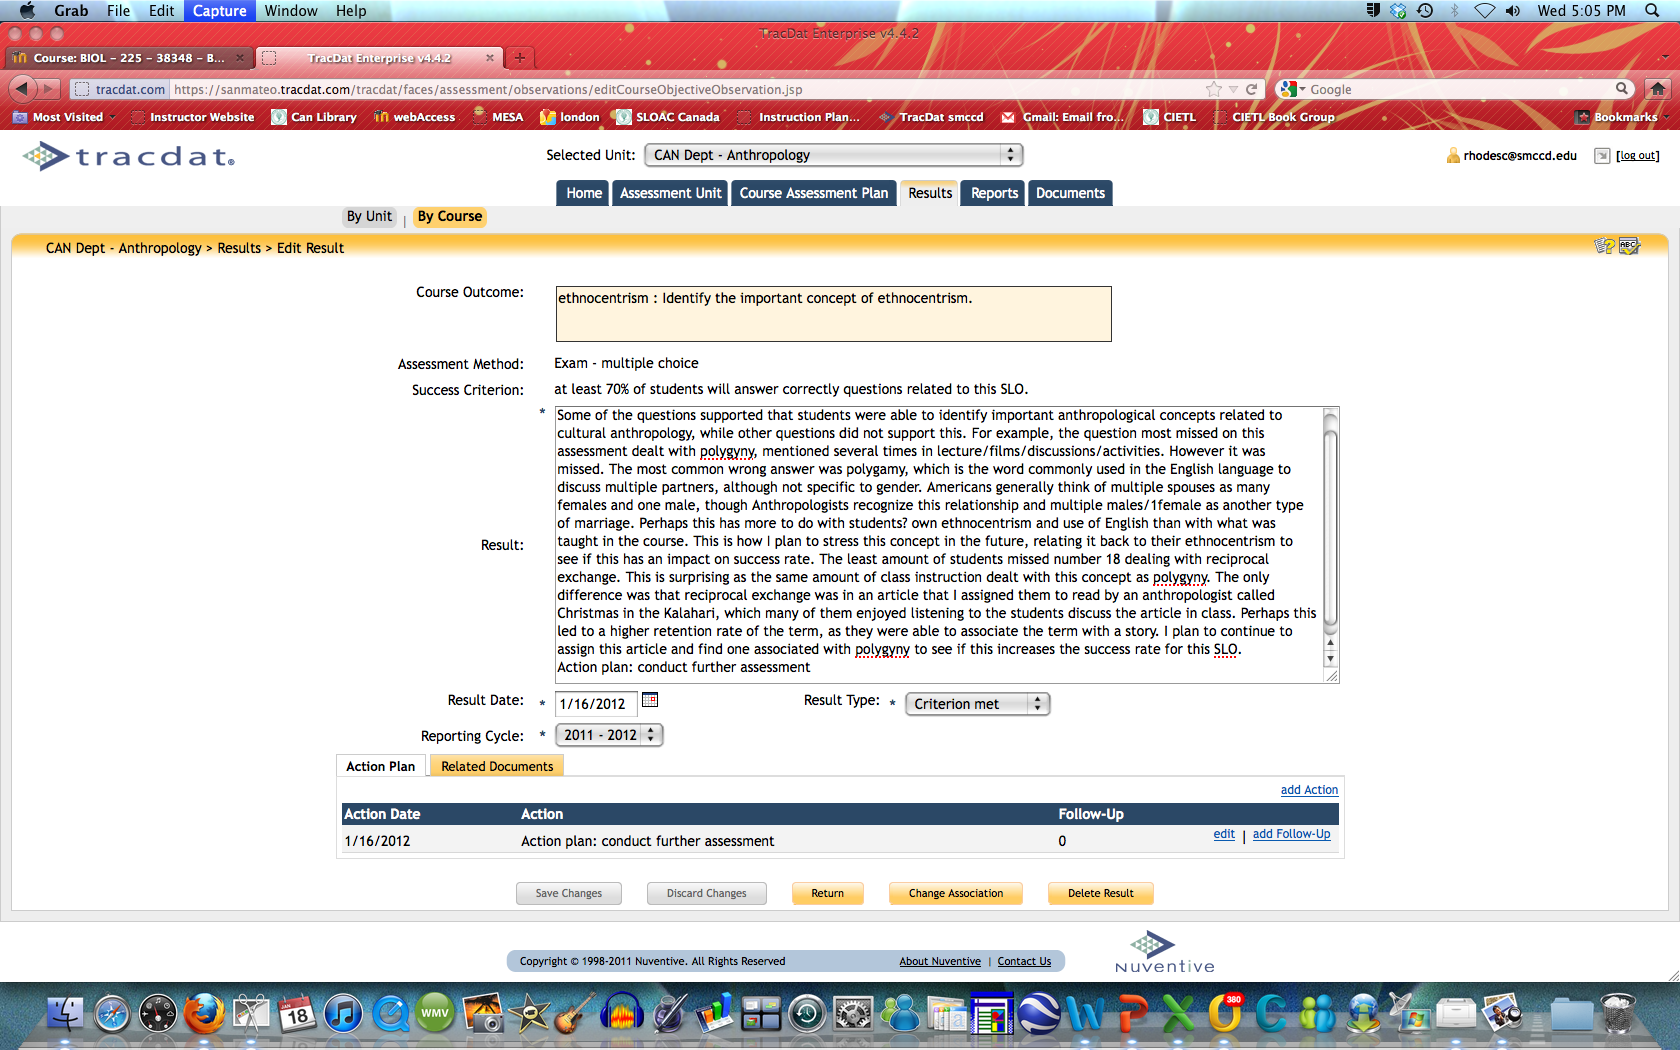 Grab File Edit Capture Window Help Wed 5:05 PM
TracDat Enterprise v4.4.2
Course: BIOL – 225 – 38348 – B... TracDat Enterprise v4.4.2
tracdat.com https://sanmateo.tracdat.com/tracdat/faces/assessment/observations/editCourseObjectiveObservation.jsp Google
Most Visited Instructor Website Can Library webAccess MESA london SLOAC Canada Instruction Plan... TracDat smccd Gmail: Email fro... CIETL CIETL Book Group Bookmarks
tracdat. Selected Unit: CAN Dept - Anthropology rhodesc@smccd.edu [log out]
Home Assessment Unit Course Assessment Plan Results Reports Documents
By Unit | By Course
CAN Dept - Anthropology > Results > Edit Result ABC
Course Outcome: ethnocentrism : Identify the important concept of ethnocentrism.
Assessment Method: Exam - multiple choice
Success Criterion: at least 70% of students will answer correctly questions related to this SLO.
* Some of the questions supported that students were able to identify important anthropological concepts related to
cultural anthropology, while other questions did not support this. For example, the question most missed on this
assessment dealt with polygyny, mentioned several times in lecture/films/discussions/activities. However it was
missed. The most common wrong answer was polygamy, which is the word commonly used in the English language to
discuss multiple partners, although not specific to gender. Americans generally think of multiple spouses as many
females and one male, though Anthropologists recognize this relationship and multiple males/1female as another type
of marriage. Perhaps this has more to do with students? own ethnocentrism and use of English than with what was
Result: taught in the course. This is how I plan to stress this concept in the future, relating it back to their ethnocentrism to
see if this has an impact on success rate. The least amount of students missed number 18 dealing with reciprocal
exchange. This is surprising as the same amount of class instruction dealt with this concept as polygyny. The only
difference was that reciprocal exchange was in an article that I assigned them to read by an anthropologist called
Christmas in the Kalahari, which many of them enjoyed listening to the students discuss the article in class. Perhaps this
led to a higher retention rate of the term, as they were able to associate the term with a story. I plan to continue to
assign this article and find one associated with polygyny to see if this increases the success rate for this SLO.
Action plan: conduct further assessment
Result Date: * 1/16/2012 Result Type: * Criterion met
Reporting Cycle: * 2011 - 2012
Action Plan Related Documents
add Action
Action Date Action Follow-Up
1/16/2012 Action plan: conduct further assessment 0 edit | add Follow-Up
Save Changes Discard Changes Return Change Association Delete Result
Copyright © 1998-2011 Nuventive. All Rights Reserved About Nuventive | Contact Us
nuventive
JAN 18 WMV 380